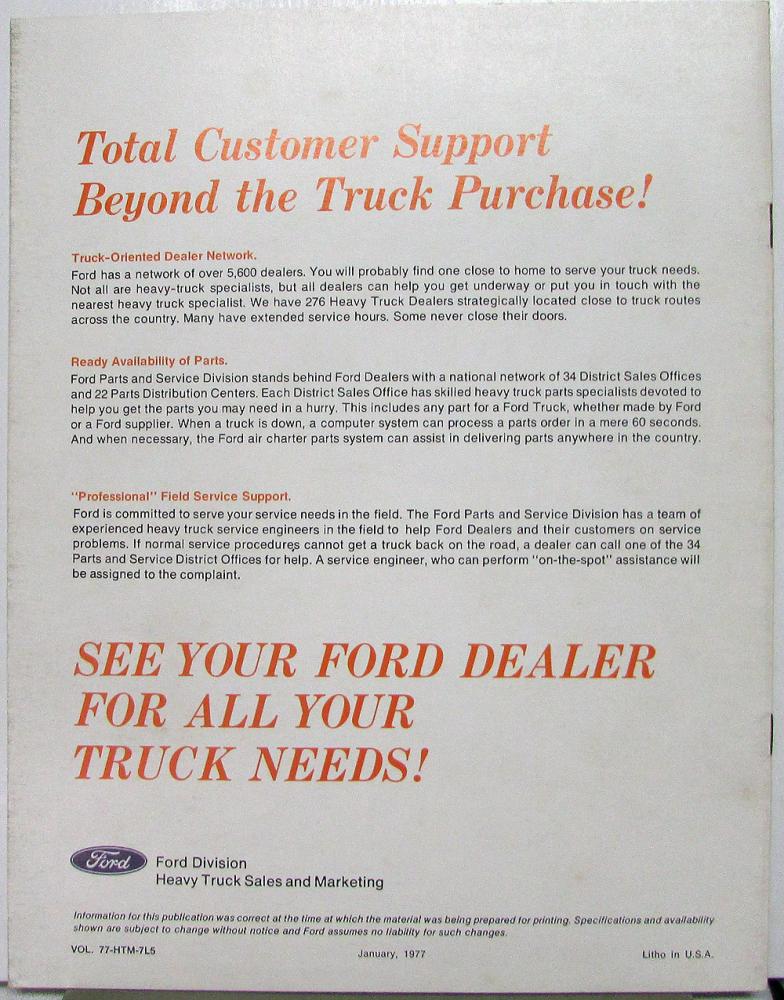 Total Customer Support
Beyond the Truck Purchase!
Truck-Oriented Dealer Network.
Ford has a network of over 5,600 dealers. You will probably find one close to home to serve your truck needs.
Not all are heavy-truck specialists, but all dealers can help you get underway or put you in touch with the
nearest heavy truck specialist. We have 276 Heavy Truck Dealers strategically located close to truck routes
across the country. Many have extended service hours. Some never close their doors.
Ready Availability of Parts.
Ford Parts and Service Division stands behind Ford Dealers with a national network of 34 District Sales Offices
and 22 Parts Distribution Centers. Each District Sales Office has skilled heavy truck parts specialists devoted to
help you get the parts you may need in a hurry. This includes any part for a Ford Truck, whether made by Ford
or a Ford supplier. When a truck is down, a computer system can process a parts order in a mere 60 seconds.
And when necessary, the Ford air charter parts system can assist in delivering parts anywhere in the country.
"Professional" Field Service Support.
Ford is committed to serve your service needs in the field. The Ford Parts and Service Division has a team of
experienced heavy truck service engineers in the field to help Ford Dealers and their customers on service
problems. If normal service procedures cannot get a truck back on the road, a dealer can call one of the 34
Parts and Service District Offices for help. A service engineer, who can perform "on-the-spot" assistance will
be assigned to the complaint.
SEE YOUR FORD DEALER
FOR ALL YOUR
TRUCK NEEDS!
Ford
Ford Division
Heavy Truck Sales and Marketing
Information for this publication was correct at the time at which the material was being prepared for printing. Specifications and availability
shown are subject to change without notice and Ford assumes no liability for such changes.
VOL. 77-HTM-7L5 January, 1977 Litho in U.S.A.